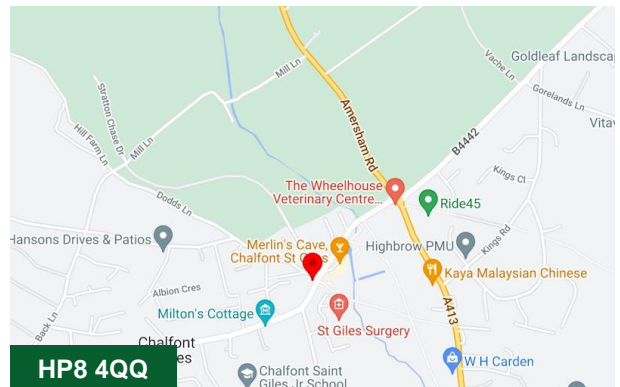 Goldleaf Landscap
Vache Ln
Gorelands Ln
Vita
Mill Ln
Amersham Rd
B4442
Stratton Chase Dr
Mill Ln
Hill Farm Ln
Dodds Ln
Kings Cl
The Wheelhouse
Veterinary Centre...
Ride45
Hansons Drives & Patios
Merlin's Cave,
Chalfont St Giles
Highbrow PMU
Kings Rd
Kaya Malaysian Chinese
Albion Cres
Milton's Cottage
St Giles Surgery
A413
Back Ln
Chalfont
es
W H Carden
Chalfont Saint
Giles Jr School
HP8 4QQ